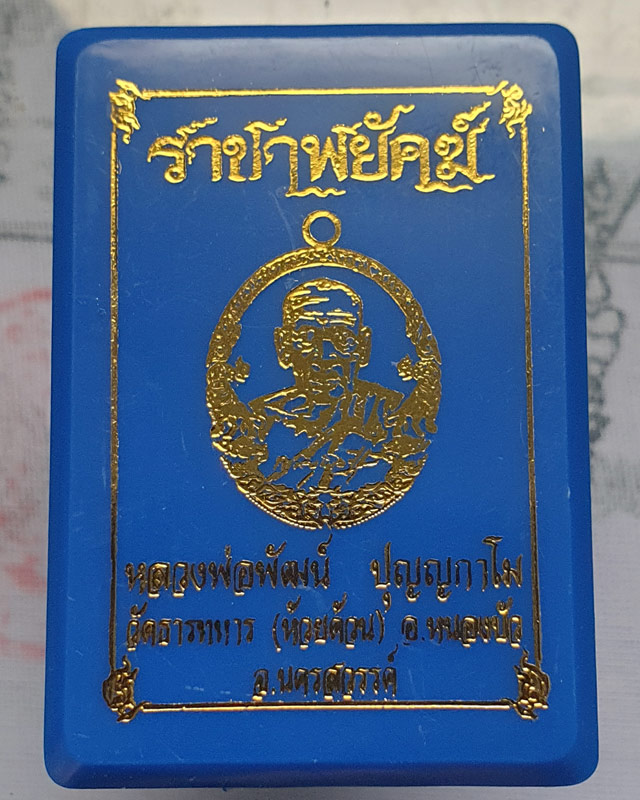 ราชาพยัคฆ์
หลวงพ่อพัฒน์ ปุญญกาโม
วัดธารทหาร (ห้วยด้วน) อ.หนองบัว
จ.นครสวรรค์